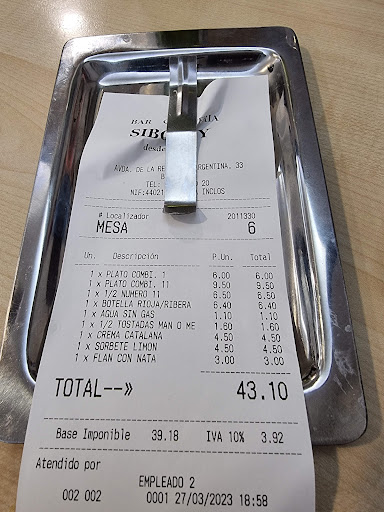 BAR
SIB
desde
AVDA. DE LA RE RGENTINA, 33
B
TEL: 20
NIF:44021 INCLOS
# Localizador 2011330
MESA 6
Un. Descripción P.Un. Total
1 x PLATO COMBI. 1 6.00 6.00
1 x PLATO COMBI. 11 9.50 9.50
1 x 1/2 NUMERO 11 6.50 6.50
1 x BOTELLA RIOJA/RIBERA 6.40 6.40
1 x AGUA SIN GAS 1.10 1.10
1 x 1/2 TOSTADAS MAN O ME 1.60 1.60
1 x CREMA CATALANA 4.50 4.50
1 x SORBETE LIMON 4.50 4.50
1 x FLAN CON NATA 3.00 3.00
TOTAL--» 43.10
Base Imponible 39.18 IVA 10% 3.92
Atendido por
EMPLEADO 2
002 002 0001 27/03/2023 18:58